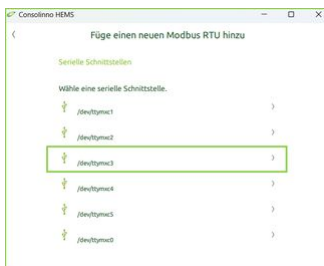 Consolinno HEMS
Füge einen neuen Modbus RTU hinzu
Serielle Schnittstellen
Wähle eine serielle Schnittstelle.
/dev/ttymxc1
/dev/ttymxc2
/dev/ttymxc3
/dev/ttymxc4
/dev/ttymxc5
/dev/ttymxc0